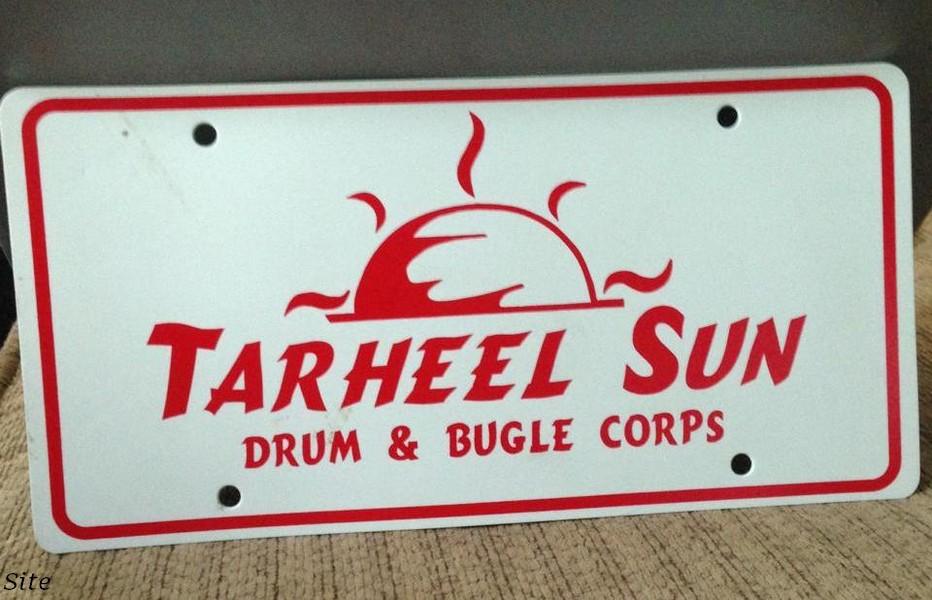 TARHEEL SUN
DRUM & BUGLE CORPS
Site